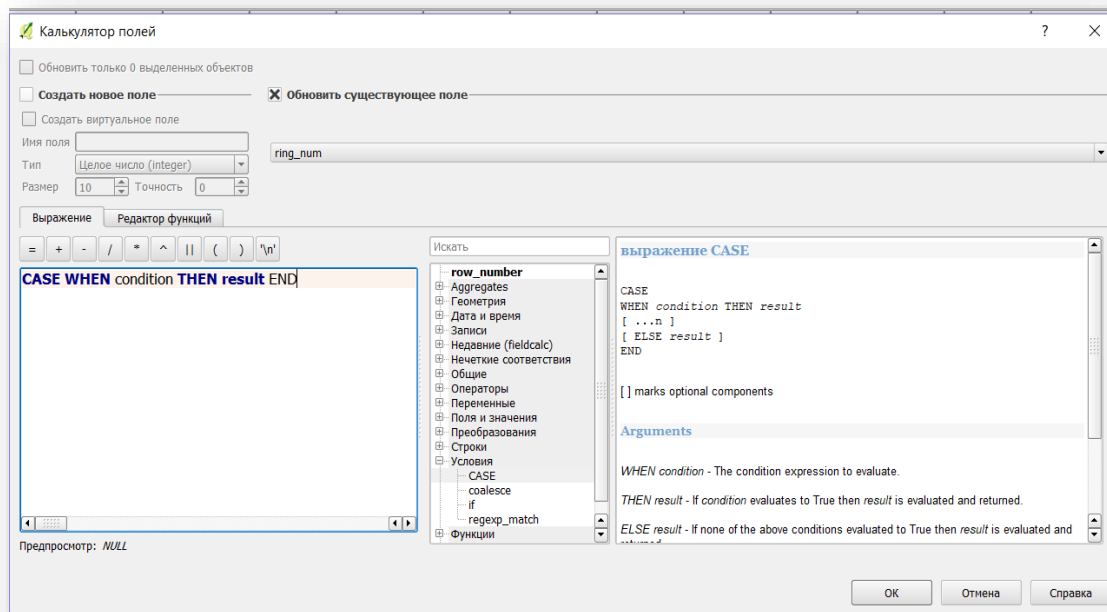 Калькулятор полей ?
Обновить только 0 выделенных объектов
Создать новое поле
Обновить существующее поле
Создать виртуальное поле
Имя поля
ring_num
Тип Целое число (integer)
Размер 10 Точность 0
Выражение Редактор функций
= + - / * ^ || ( ) '\n'
CASE WHEN condition THEN result END
Предпросмотр: NULL
Искать
row_number
Aggregates
Геометрия
Дата и время
Записи
Недавние (fieldcalc)
Нечеткие соответствия
Общие
Операторы
Переменные
Поля и значения
Преобразования
Строки
Условия
CASE
coalesce
if
regexp_match
Функции
выражение CASE
CASE
WHEN condition THEN result
[ ...n ]
[ ELSE result ]
END
[ ] marks optional components
Arguments
WHEN condition - The condition expression to evaluate.
THEN result - If condition evaluates to True then result is evaluated and returned.
ELSE result - If none of the above conditions evaluated to True then result is evaluated and
ОК Отмена Справка